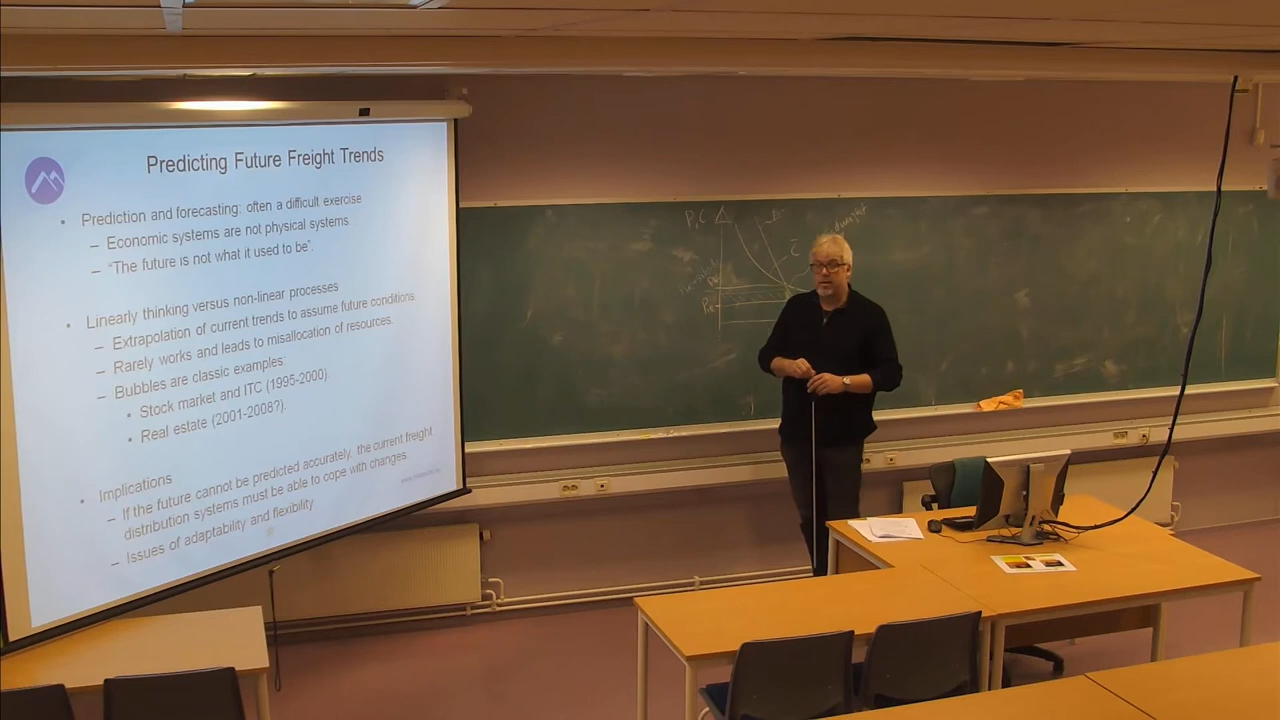 Predicting Future Freight Trends
• Prediction and forecasting: often a difficult exercise
– Economic systems are not physical systems.
– “The future is not what it used to be”.
• Linearly thinking versus non-linear processes
– Extrapolation of current trends to assume future conditions.
– Rarely works and leads to misallocation of resources.
– Bubbles are classic examples:
• Stock market and ITC (1995-2000).
• Real estate (2001-2008?).
• Implications
– If the future cannot be predicted accurately, the current freight
distribution systems must be able to cope with changes.
– Issues of adaptability and flexibility
P,C